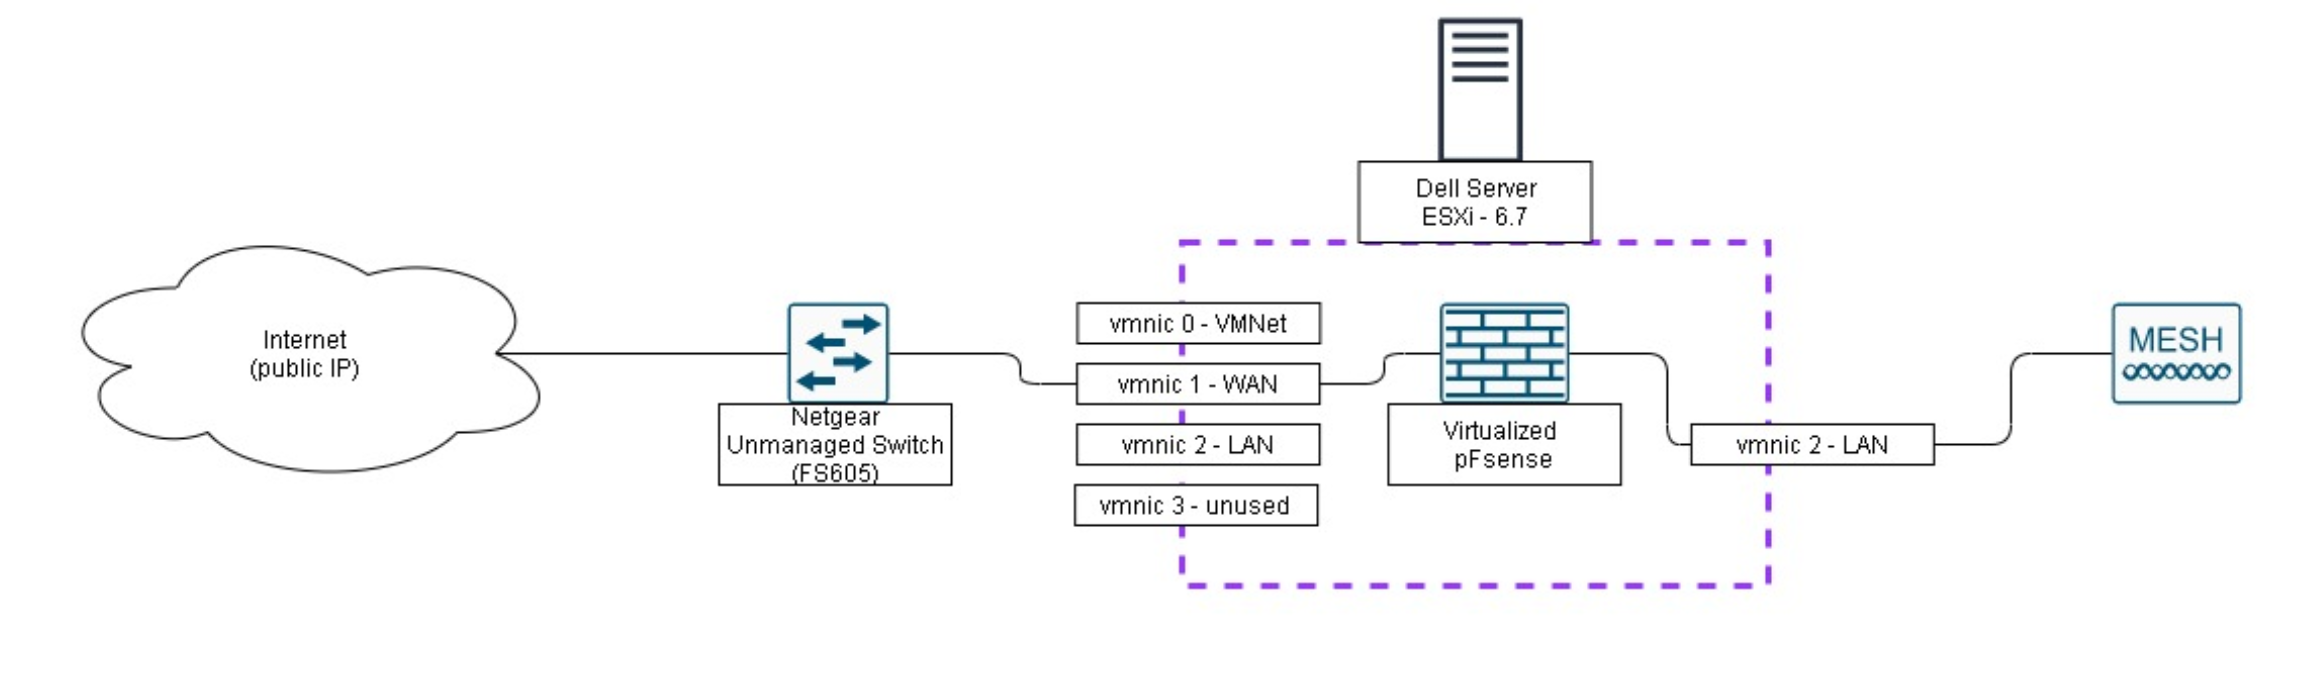 Dell Server
ESXi - 6.7
Internet
(public IP)
Netgear
Unmanaged Switch
(FS605)
vmnic 0 - VMNet
vmnic 1 - WAN
vmnic 2 - LAN
vmnic 3 - unused
Virtualized
pFsense
vmnic 2 - LAN
MESH